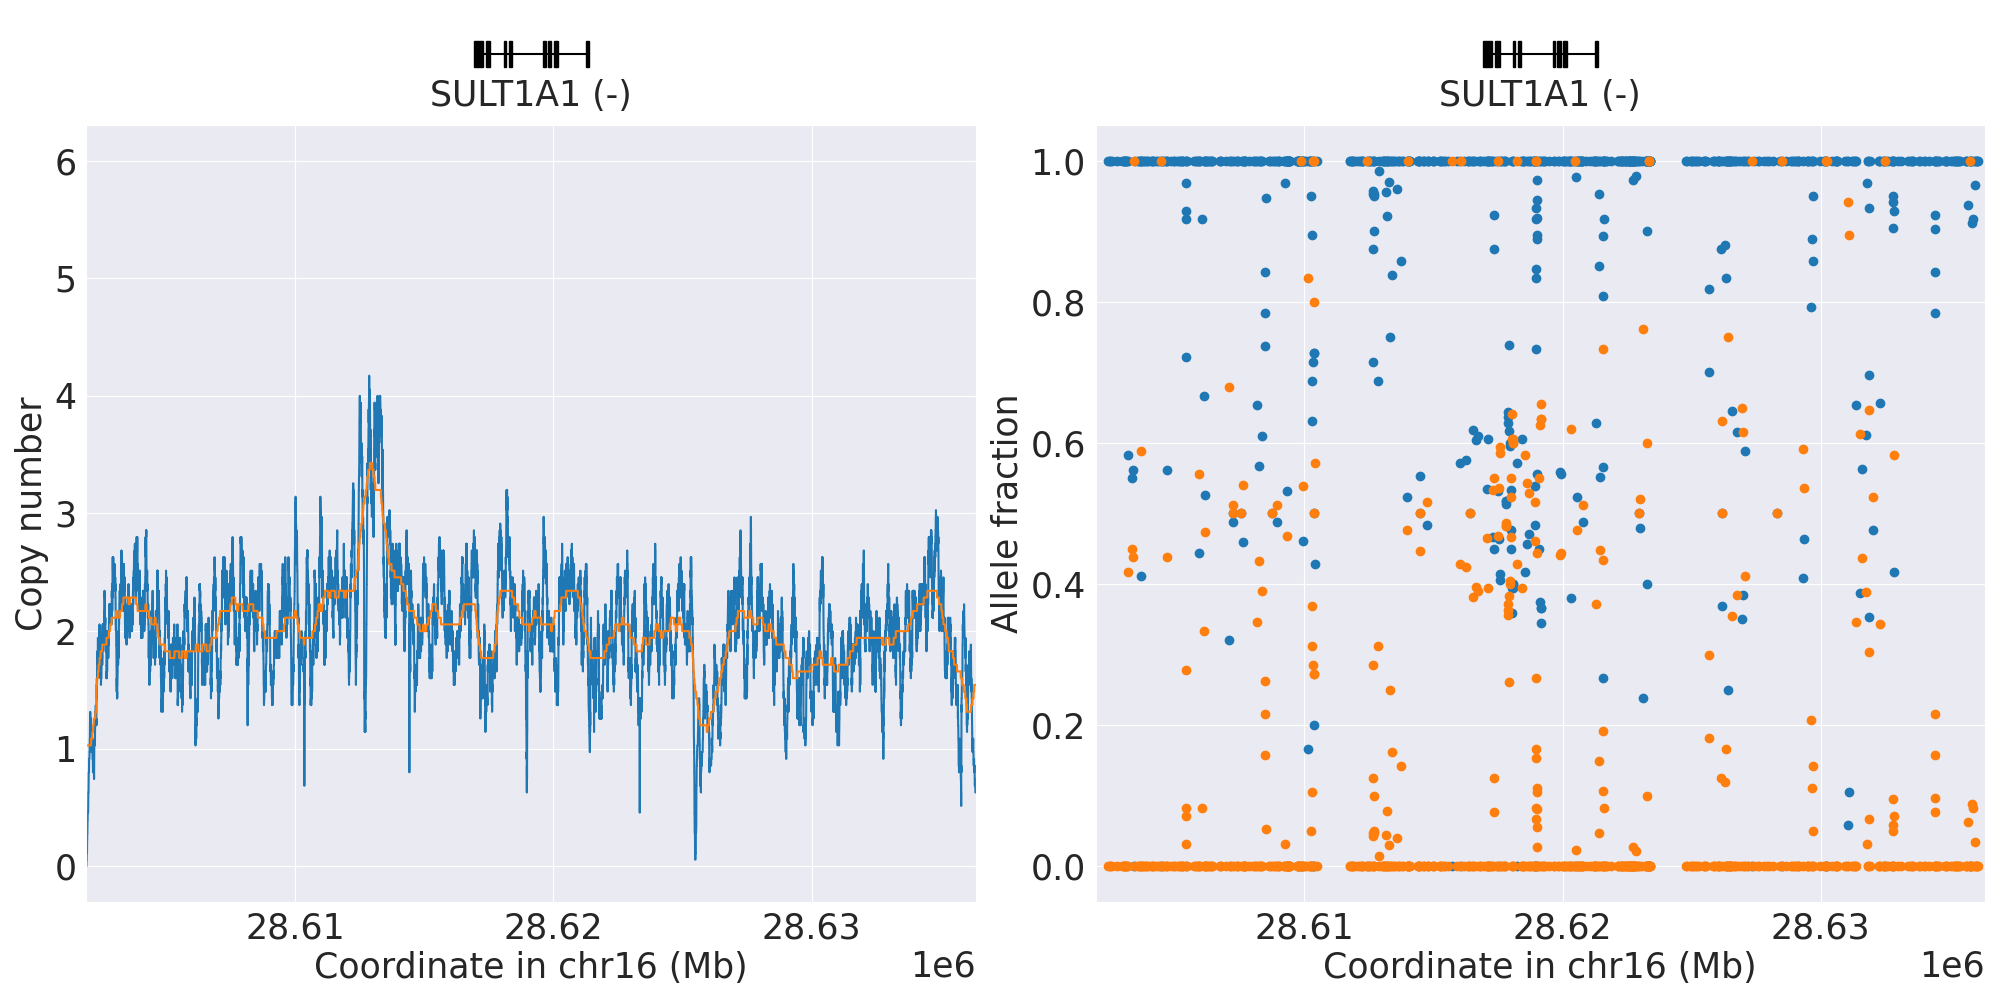 SULT1A1 (-)
6
5
4
3
2
1
0
Copy number
28.61
28.62
28.63
Coordinate in chr16 (Mb)
1e6
SULT1A1 (-)
1.0
0.8
0.6
0.4
0.2
0.0
Allele fraction
28.61
28.62
28.63
Coordinate in chr16 (Mb)
1e6